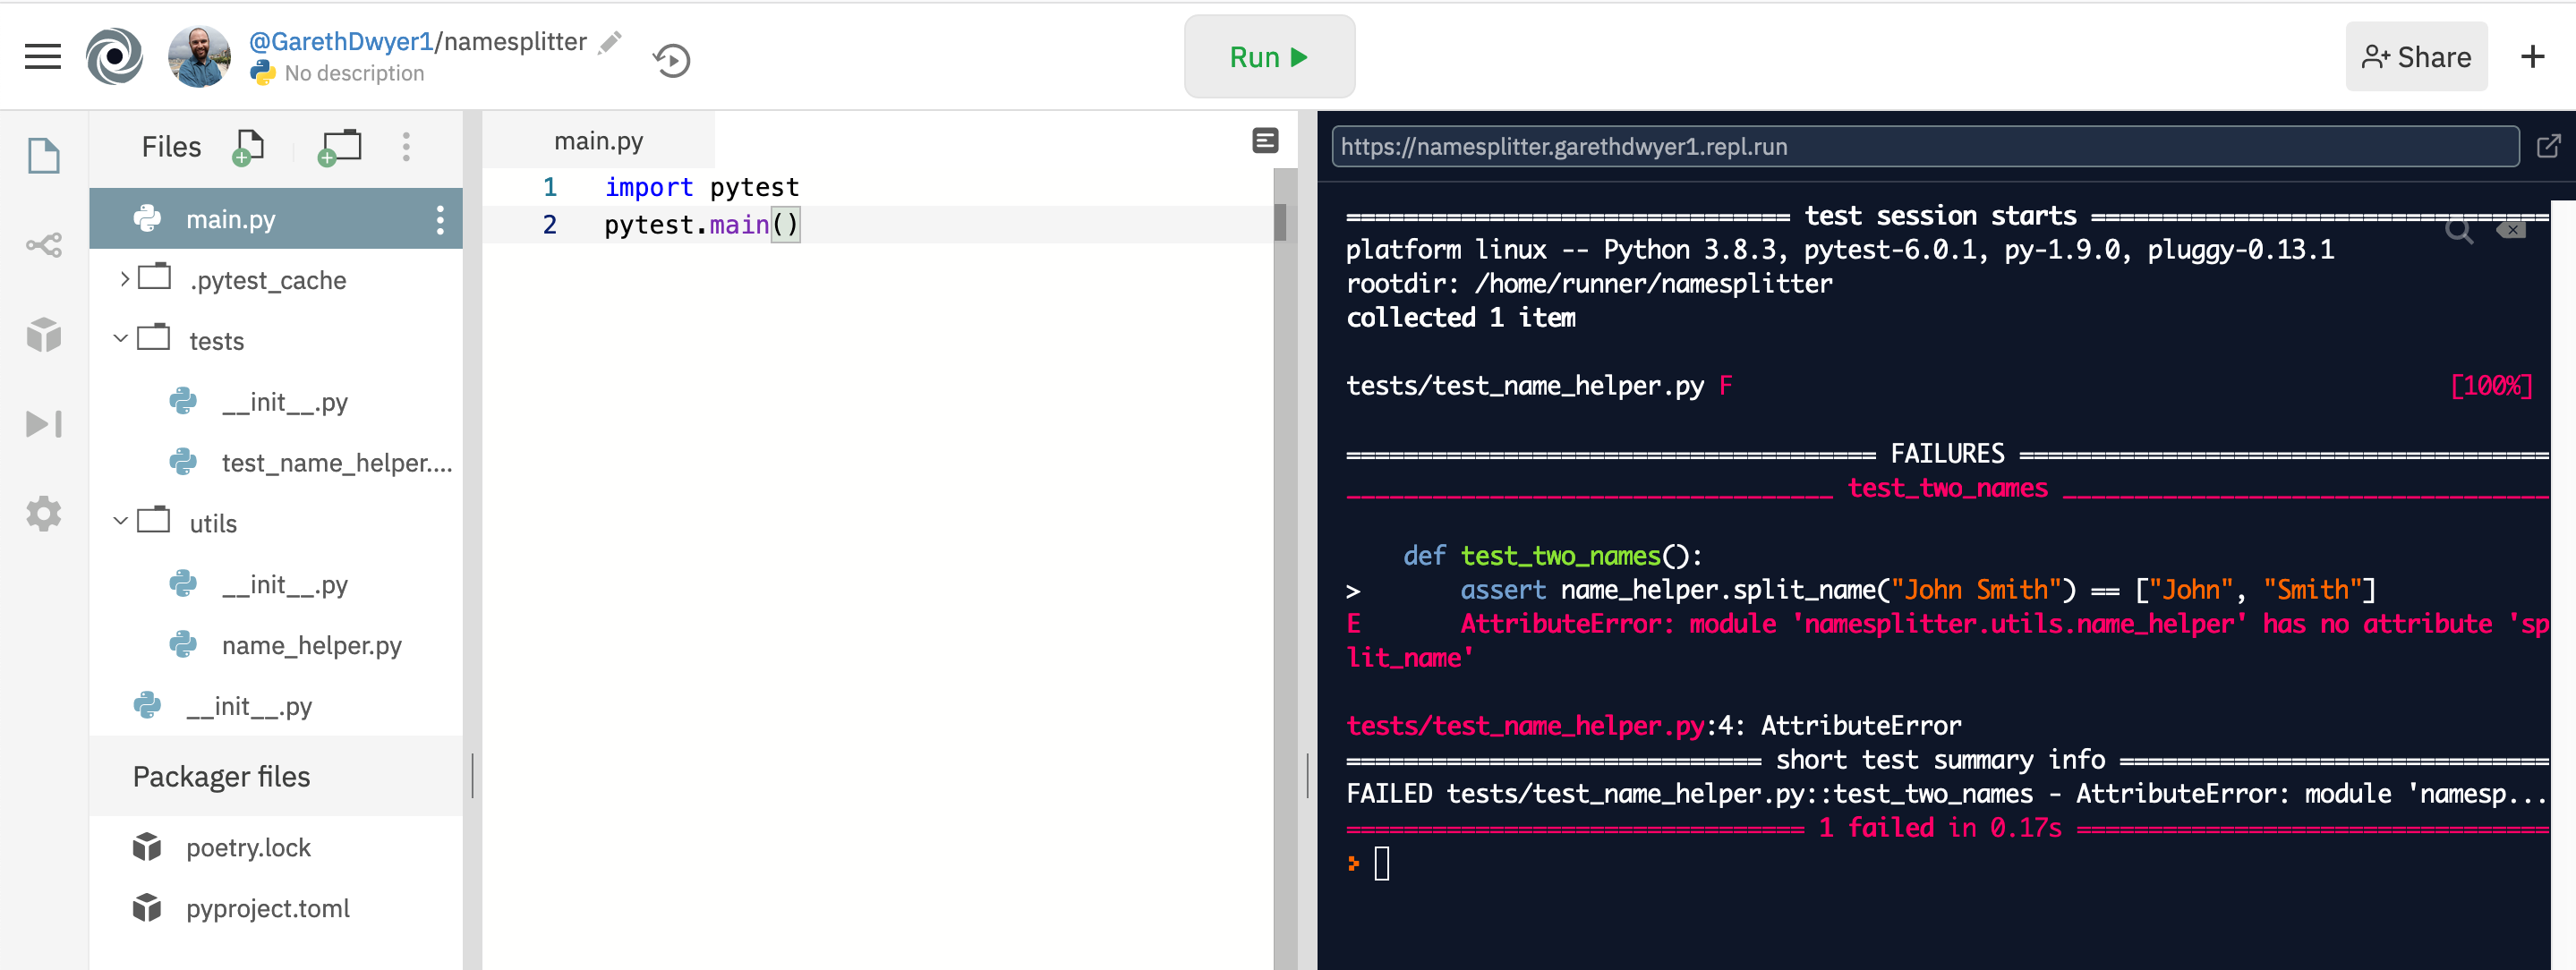 @GarethDwyer1/namesplitter
No description
Run
Share
Files
main.py
.pytest_cache
tests
__init__.py
test_name_helper....
utils
__init__.py
name_helper.py
__init__.py
Packager files
poetry.lock
pyproject.toml
main.py
1 import pytest
2 pytest.main()
https://namesplitter.garethdwyer1.repl.run
=============================== test session starts ================================
platform linux -- Python 3.8.3, pytest-6.0.1, py-1.9.0, pluggy-0.13.1
rootdir: /home/runner/namesplitter
collected 1 item
tests/test_name_helper.py F [100%]
===================================== FAILURES =====================================
__________________________________ test_two_names __________________________________
def test_two_names():
> assert name_helper.split_name("John Smith") == ["John", "Smith"]
E AttributeError: module 'namesplitter.utils.name_helper' has no attribute 'sp
lit_name'
tests/test_name_helper.py:4: AttributeError
============================= short test summary info ==============================
FAILED tests/test_name_helper.py::test_two_names - AttributeError: module 'namesp...
================================ 1 failed in 0.17s =================================